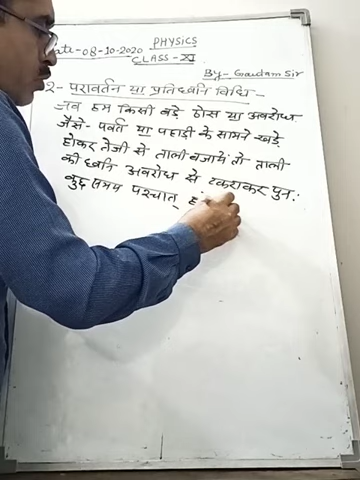 PHYSICS
Date-08-10-2020
CLASS-XI
By-Gautam Sir
2- परावर्तन या प्रतिध्वनि विधि-
जब हम किसी बड़े ठोस या अवरोध
जैसे- पर्वत या पहाड़ी के सामने खड़े
होकर तेजी से ताली बजायें तो ताली
की ध्वनि अवरोध से टकराकर पुनः
कुछ समय पश्चात्